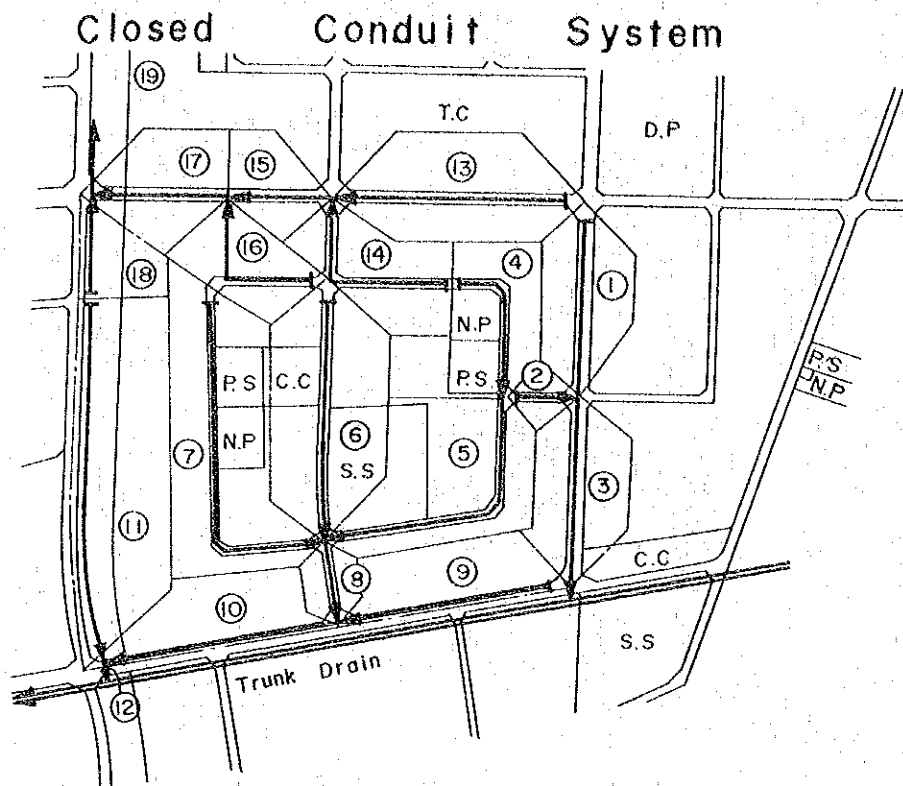 Closed Conduit System
19
T.C
D.P
17
15
13
16
14
4
18
1
N.P
P.S
C.C
P.S
2
P.S
N.P
N.P
7
6
5
S.S
3
11
C.C
8
9
10
S.S
Trunk Drain
12